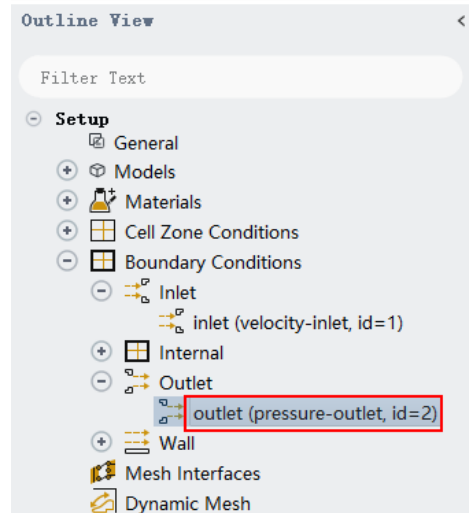 Outline View
Filter Text
Setup
General
Models
Materials
Cell Zone Conditions
Boundary Conditions
Inlet
inlet (velocity-inlet, id=1)
Internal
Outlet
outlet (pressure-outlet, id=2)
Wall
Mesh Interfaces
Dynamic Mesh